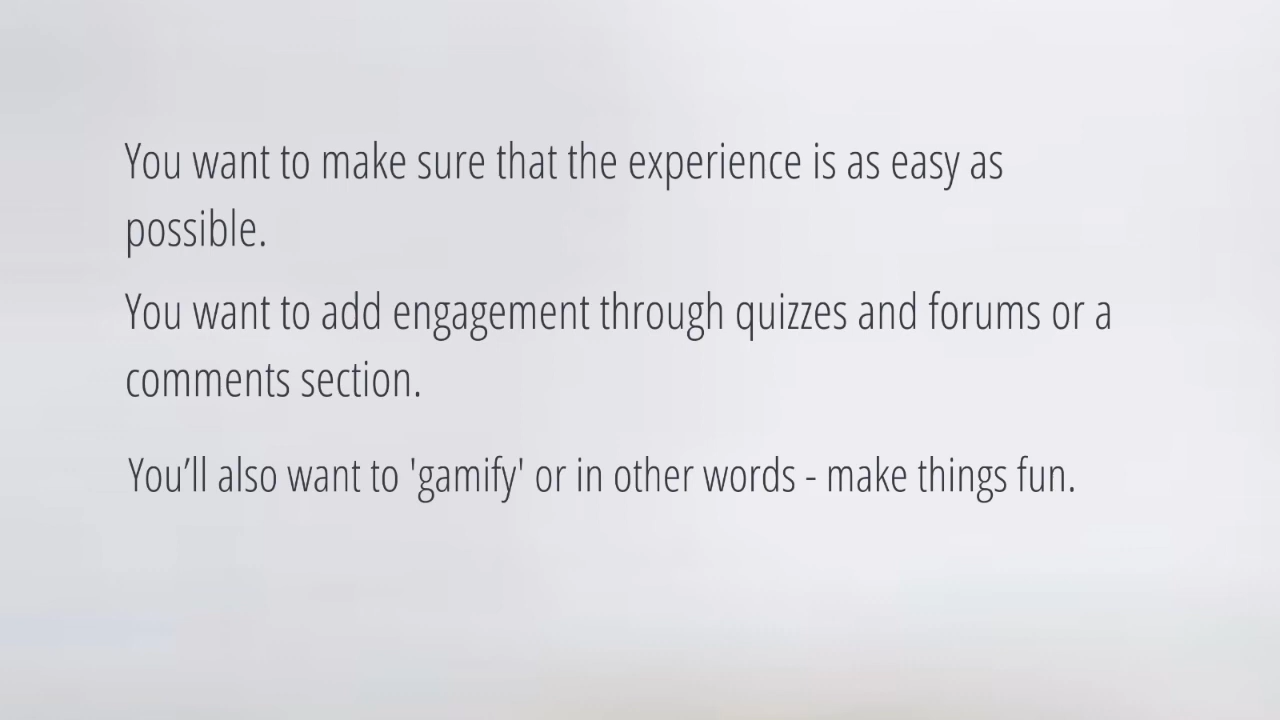 You want to make sure that the experience is as easy as
possible.
You want to add engagement through quizzes and forums or a
comments section.
You’ll also want to 'gamify' or in other words - make things fun.